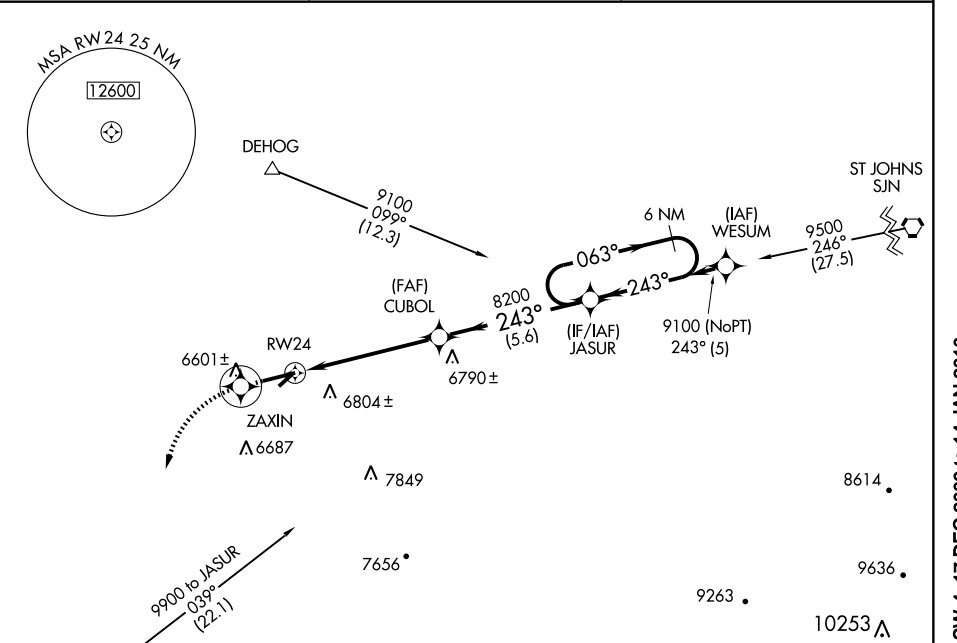 MSA RW24 25 NM
12600
DEHOG
9100
099°
(12.3)
ST JOHNS
SJN
6 NM
(IAF)
WESUM
9500
246°
(27.5)
063°
243°
(FAF)
CUBOL
8200
243°
(5.6)
(IF/IAF)
JASUR
9100 (NoPT)
243° (5)
RW24
6601±
6790±
6804±
ZAXIN
6687
7849
8614
9900 to JASUR
039°
(22.1)
7656
9636
9263
10253